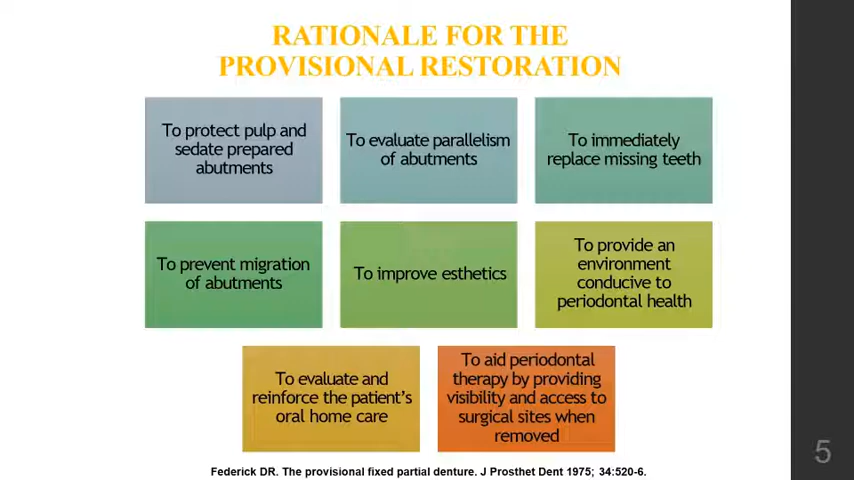 RATIONALE FOR THE
PROVISIONAL RESTORATION
To protect pulp and
sedate prepared
abutments
To evaluate parallelism
of abutments
To immediately
replace missing teeth
To prevent migration
of abutments
To improve esthetics
To provide an
environment
conducive to
periodontal health
To evaluate and
reinforce the patient's
oral home care
To aid periodontal
therapy by providing
visibility and access to
surgical sites when
removed
Federick DR. The provisional fixed partial denture. J Prosthet Dent 1975; 34:520-6.
5